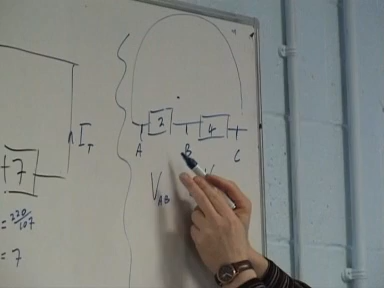 2 4
A B C
I_T
+7
V_AB V
= 220/107
= 7